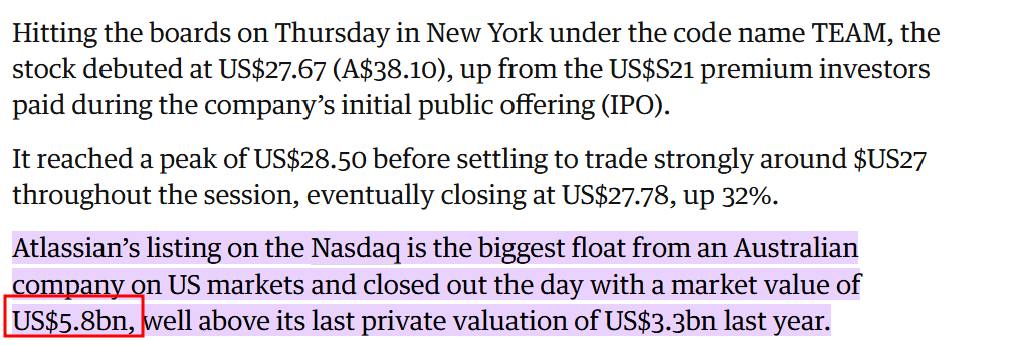 Hitting the boards on Thursday in New York under the code name TEAM, the
stock debuted at US$27.67 (A$38.10), up from the US$S21 premium investors
paid during the company’s initial public offering (IPO).
It reached a peak of US$28.50 before settling to trade strongly around $US27
throughout the session, eventually closing at US$27.78, up 32%.
Atlassian’s listing on the Nasdaq is the biggest float from an Australian
company on US markets and closed out the day with a market value of
US$5.8bn, well above its last private valuation of US$3.3bn last year.